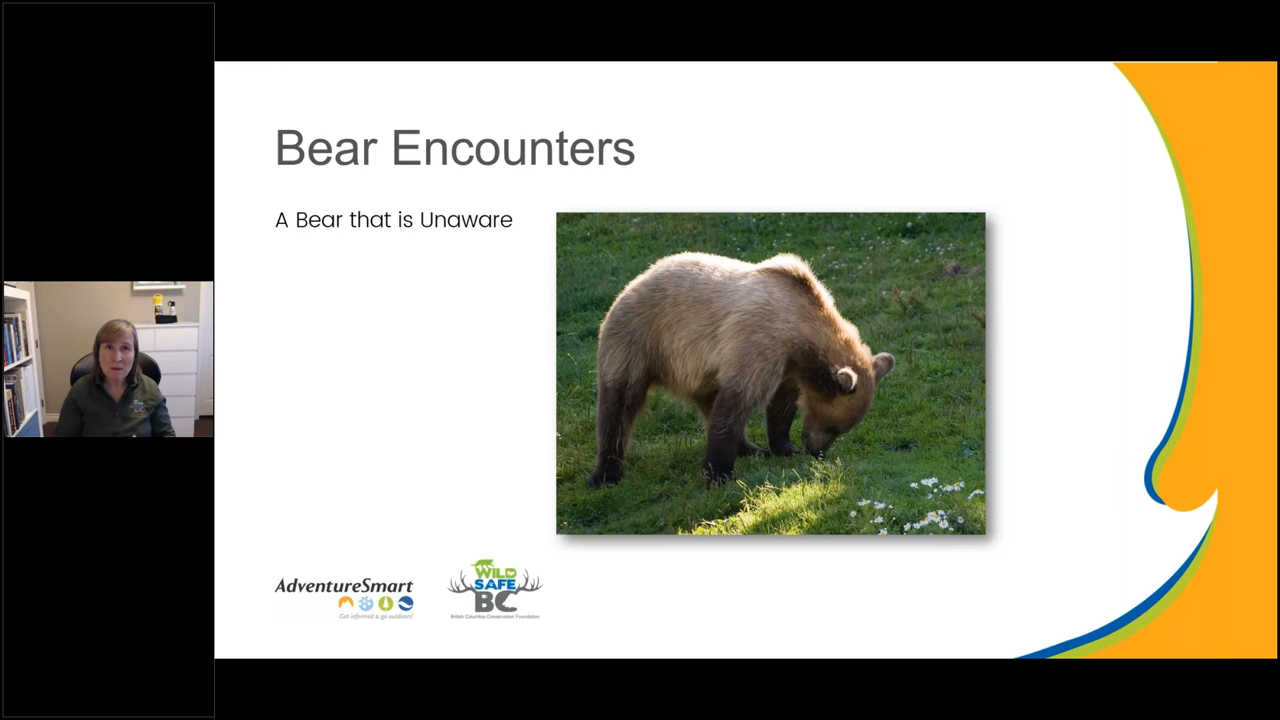 Bear Encounters
A Bear that is Unaware
AdventureSmart
Get informed & go outdoors!
WILD
SAFE
BC
British Columbia Conservation Foundation